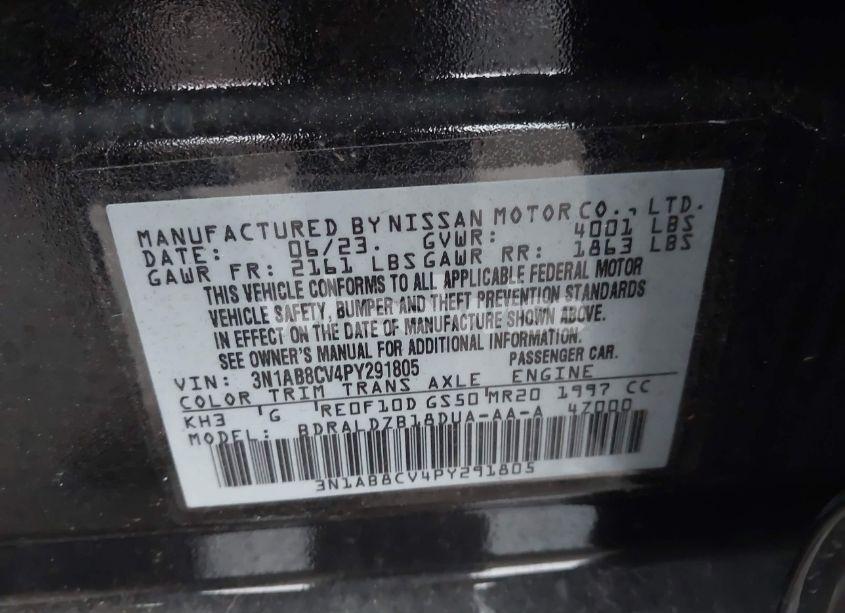 MANUFACTURED BY NISSAN MOTOR CO., LTD.
DATE: 06/23. GVWR: 4001 LBS
GAWR FR: 2161 LBS GAWR RR: 1863 LBS
THIS VEHICLE CONFORMS TO ALL APPLICABLE FEDERAL MOTOR
VEHICLE SAFETY, BUMPER AND THEFT PREVENTION STANDARDS
IN EFFECT ON THE DATE OF MANUFACTURE SHOWN ABOVE.
SEE OWNER'S MANUAL FOR ADDITIONAL INFORMATION.
VIN: 3N1AB8CV4PY291805 PASSENGER CAR.
COLOR TRIM TRANS AXLE ENGINE
KH3 G RE0F10D GS50 MR20 1997 CC
MODEL: BDRALDZB18DUA-AA-A 47000
3N1AB8CV4PY291805